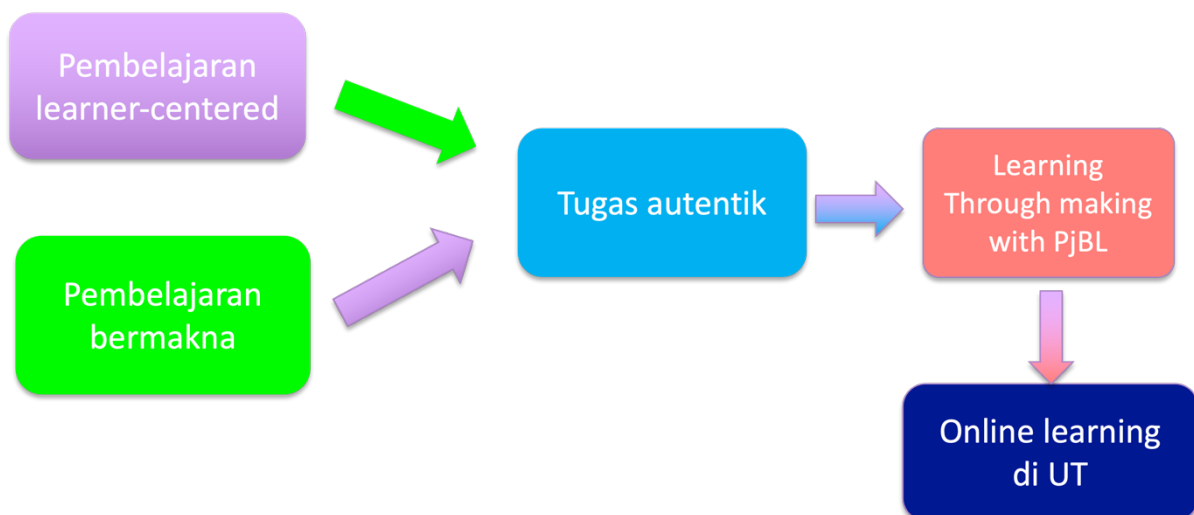 Pembelajaran
learner-centered
Pembelajaran
bermakna
Tugas autentik
Learning
Through making
with PjBL
Online learning
di UT